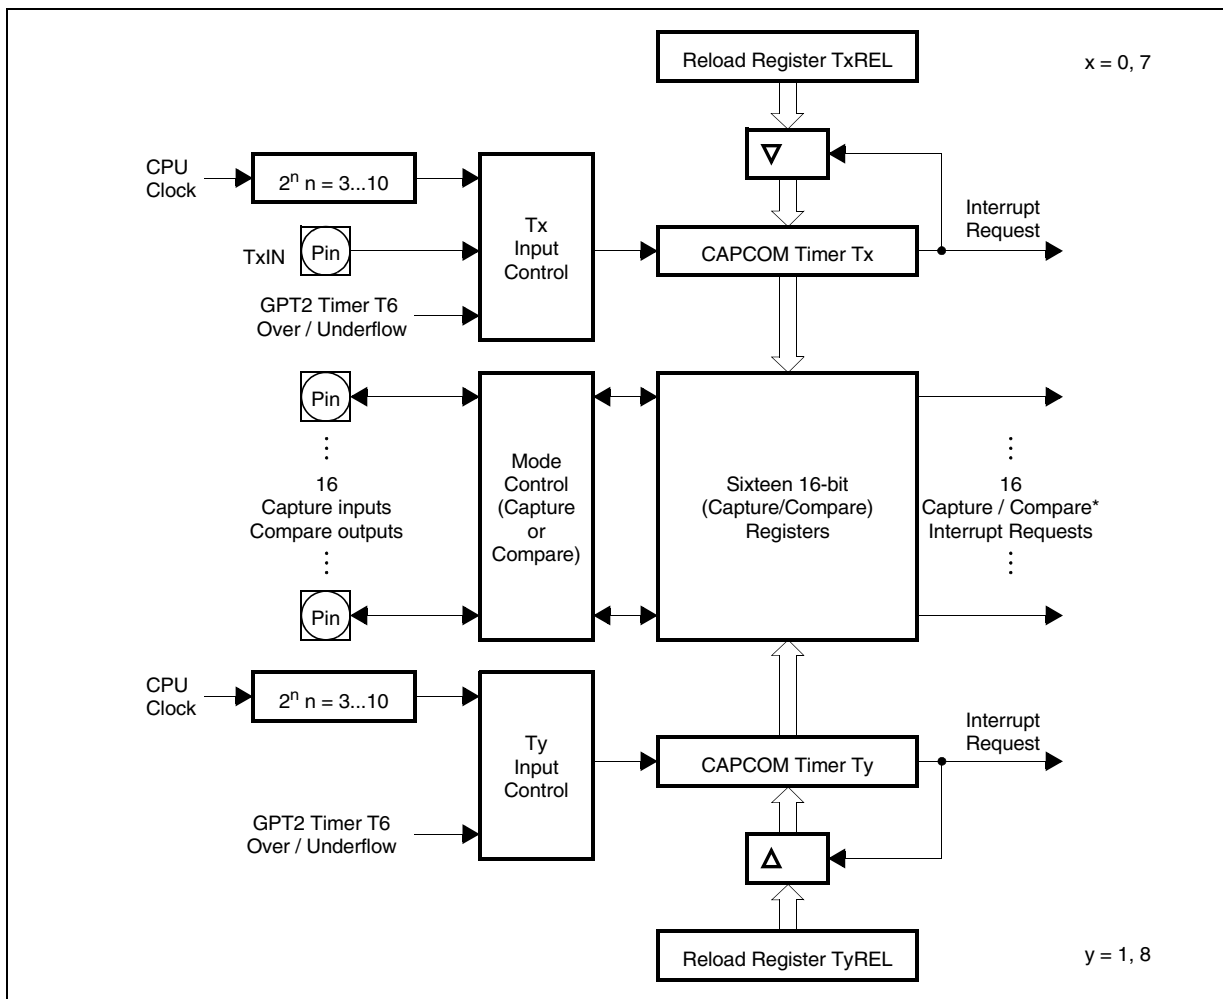 Reload Register TxREL
x = 0, 7
CPU
Clock
2ⁿ n = 3...10
Tx
Input
Control
Interrupt
Request
TxIN
Pin
CAPCOM Timer Tx
GPT2 Timer T6
Over / Underflow
Pin
16
Capture inputs
Compare outputs
Pin
Mode
Control
(Capture
or
Compare)
Sixteen 16-bit
(Capture/Compare)
Registers
16
Capture / Compare*
Interrupt Requests
CPU
Clock
2ⁿ n = 3...10
Ty
Input
Control
Interrupt
Request
CAPCOM Timer Ty
GPT2 Timer T6
Over / Underflow
Reload Register TyREL
y = 1, 8